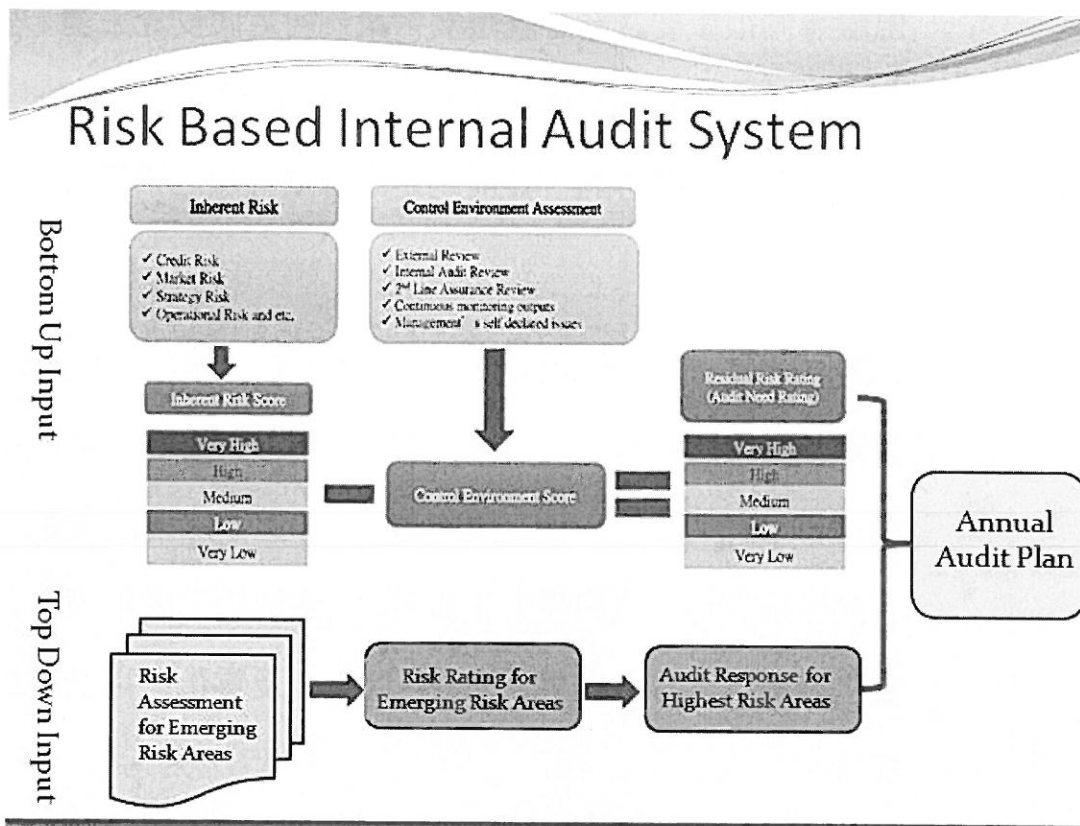 Risk Based Internal Audit System
Bottom Up Input
Inherent Risk
✓ Credit Risk
✓ Market Risk
✓ Strategy Risk
✓ Operational Risk and etc.
Inherent Risk Score
Very High
High
Medium
Low
Very Low
Control Environment Assessment
✓ External Review
✓ Internal Audit Review
✓ 2nd Line Assurance Review
✓ Continuous monitoring outputs
✓ Management' s self declared issues
Control Environment Score
Residual Risk Rating
(Audit Need Rating)
Very High
High
Medium
Low
Very Low
Top Down Input
Risk
Assessment
for Emerging
Risk Areas
Risk Rating for
Emerging Risk Areas
Audit Response for
Highest Risk Areas
Annual
Audit Plan